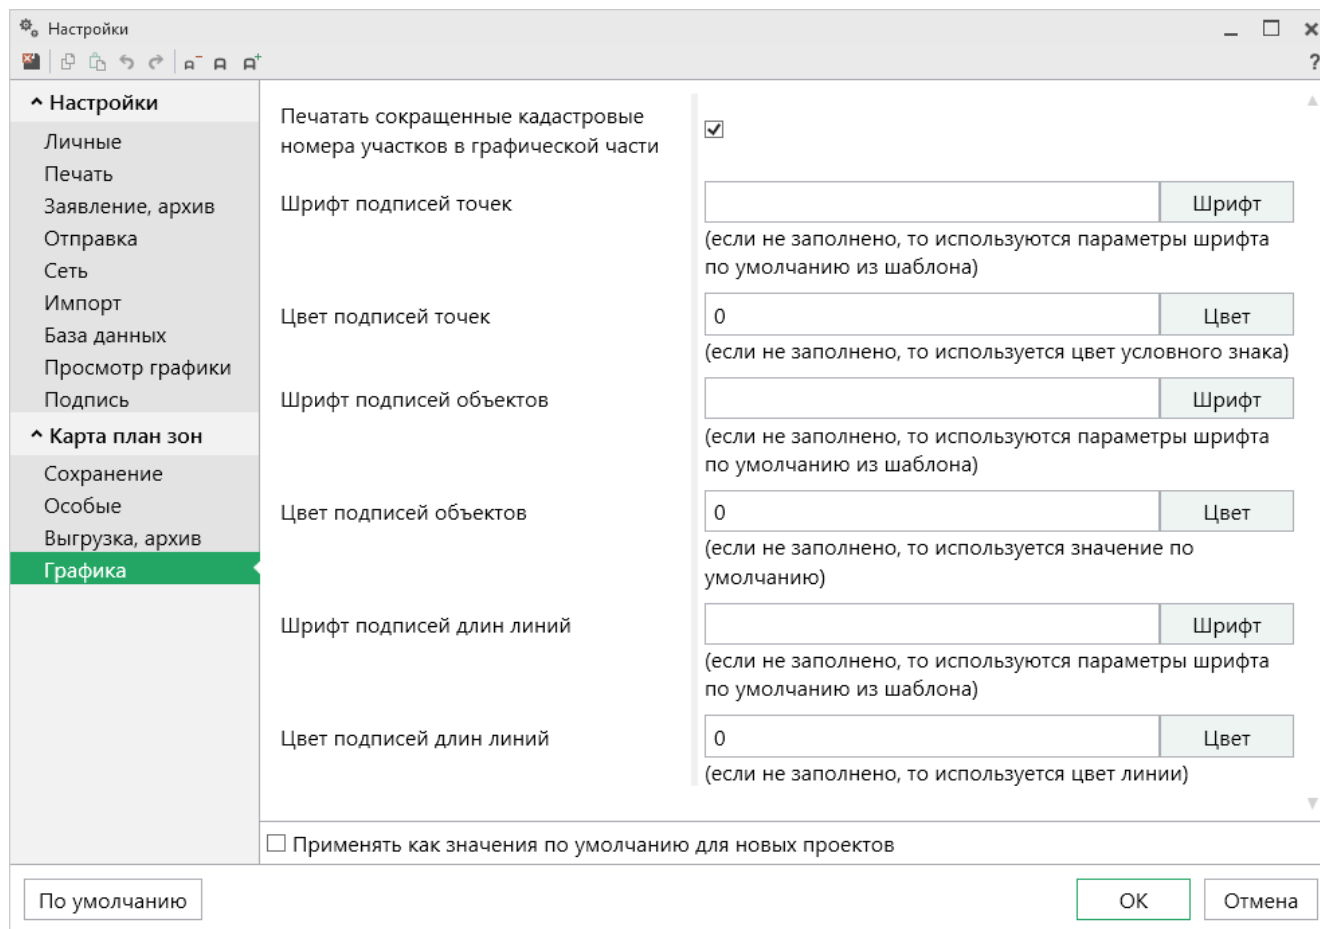 Настройки
?
Настройки
Личные
Печать
Заявление, архив
Отправка
Сеть
Импорт
База данных
Просмотр графики
Подпись
Карта план зон
Сохранение
Особые
Выгрузка, архив
Графика
Печатать сокращенные кадастровые
номера участков в графической части
Шрифт подписей точек
Шрифт
(если не заполнено, то используются параметры шрифта
по умолчанию из шаблона)
Цвет подписей точек
0
Цвет
(если не заполнено, то используется цвет условного знака)
Шрифт подписей объектов
Шрифт
(если не заполнено, то используются параметры шрифта
по умолчанию из шаблона)
Цвет подписей объектов
0
Цвет
(если не заполнено, то используется значение по
умолчанию)
Шрифт подписей длин линий
Шрифт
(если не заполнено, то используются параметры шрифта
по умолчанию из шаблона)
Цвет подписей длин линий
0
Цвет
(если не заполнено, то используется цвет линии)
Применять как значения по умолчанию для новых проектов
По умолчанию
ОК
Отмена